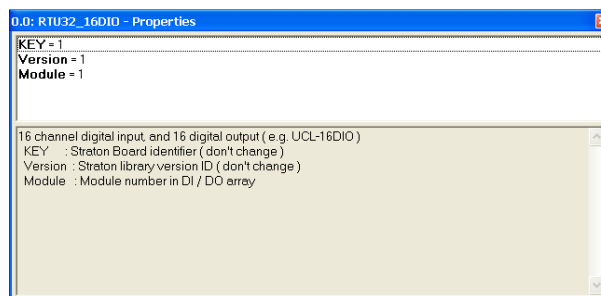 0.0: RTU32_16DIO - Properties
KEY = 1
Version = 1
Module = 1
16 channel digital input, and 16 digital output ( e.g. UCL-16DIO )
KEY : Straton Board identifier ( don't change )
Version : Straton library version ID ( don't change )
Module : Module number in DI / DO array